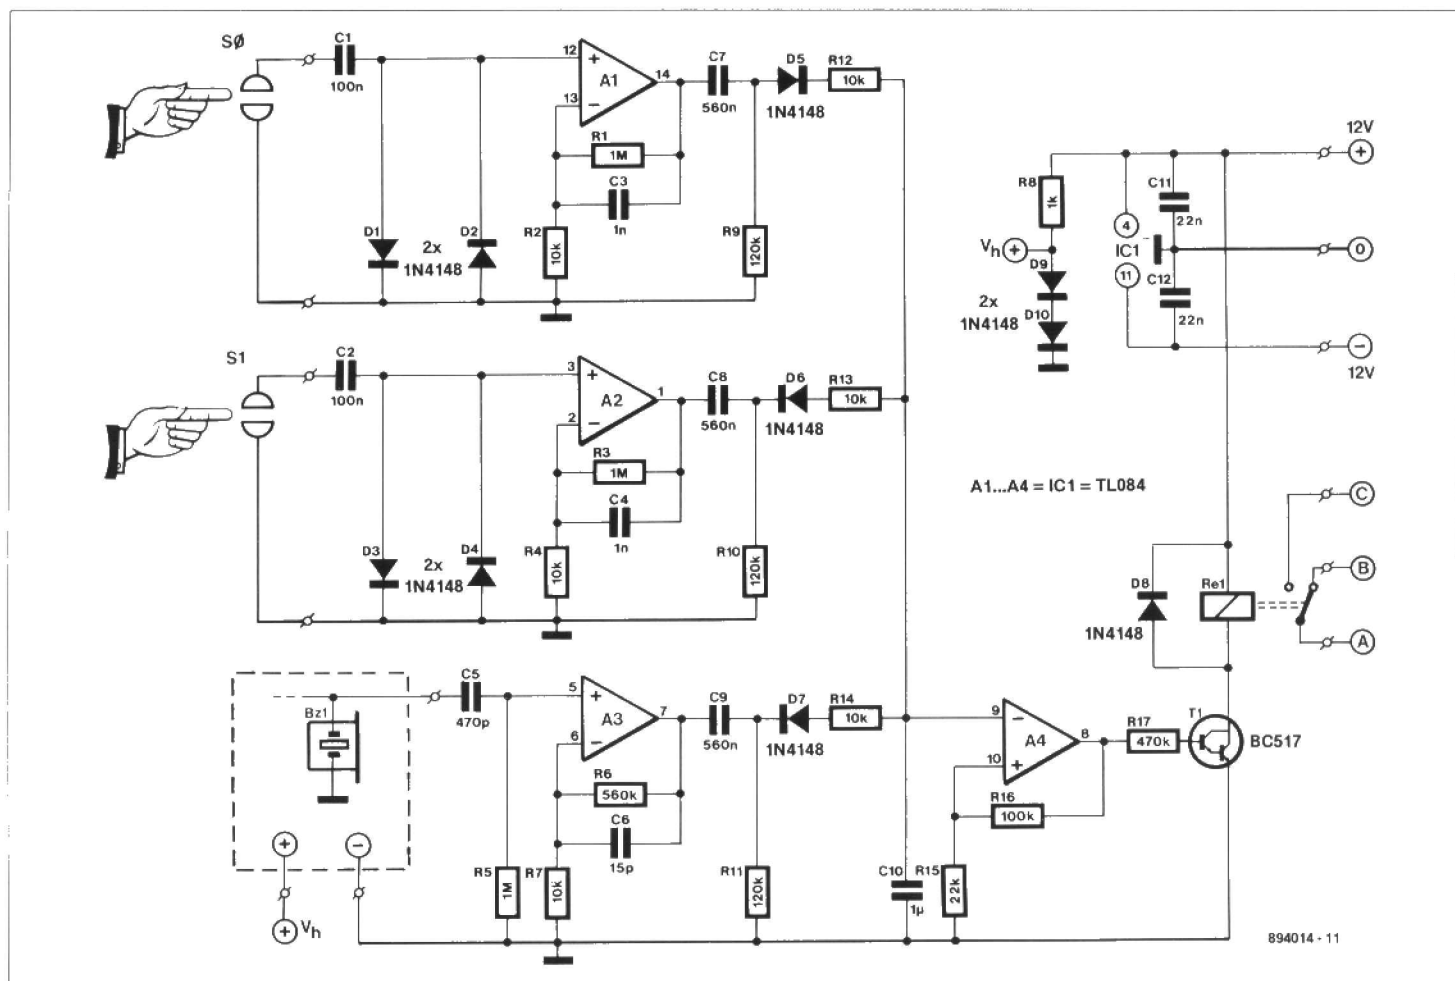 SØ
C1
100n
12
+
A1
14
13
−
R1
1M
C3
1n
R2
10k
D1
2x
1N4148
D2
C7
560n
D5
1N4148
R12
10k
R9
120k
S1
C2
100n
3
+
A2
1
2
−
R3
1M
C4
1n
R4
10k
D3
2x
1N4148
D4
C8
560n
D6
1N4148
R13
10k
R10
120k
Bz1
+
−
+
Vh
C5
470p
5
+
A3
7
6
−
R6
560k
C6
15p
R5
1M
R7
10k
C9
560n
D7
1N4148
R14
10k
R11
120k
C10
1µ
R15
22k
9
−
A4
8
10
+
R16
100k
R17
470k
T1
BC517
R8
1k
Vh +
D9
2x
1N4148
D10
4
IC1
11
C11
22n
C12
22n
12V
+
0
−
12V
A1...A4 = IC1 = TL084
D8
1N4148
Re1
C
B
A
894014 - 11